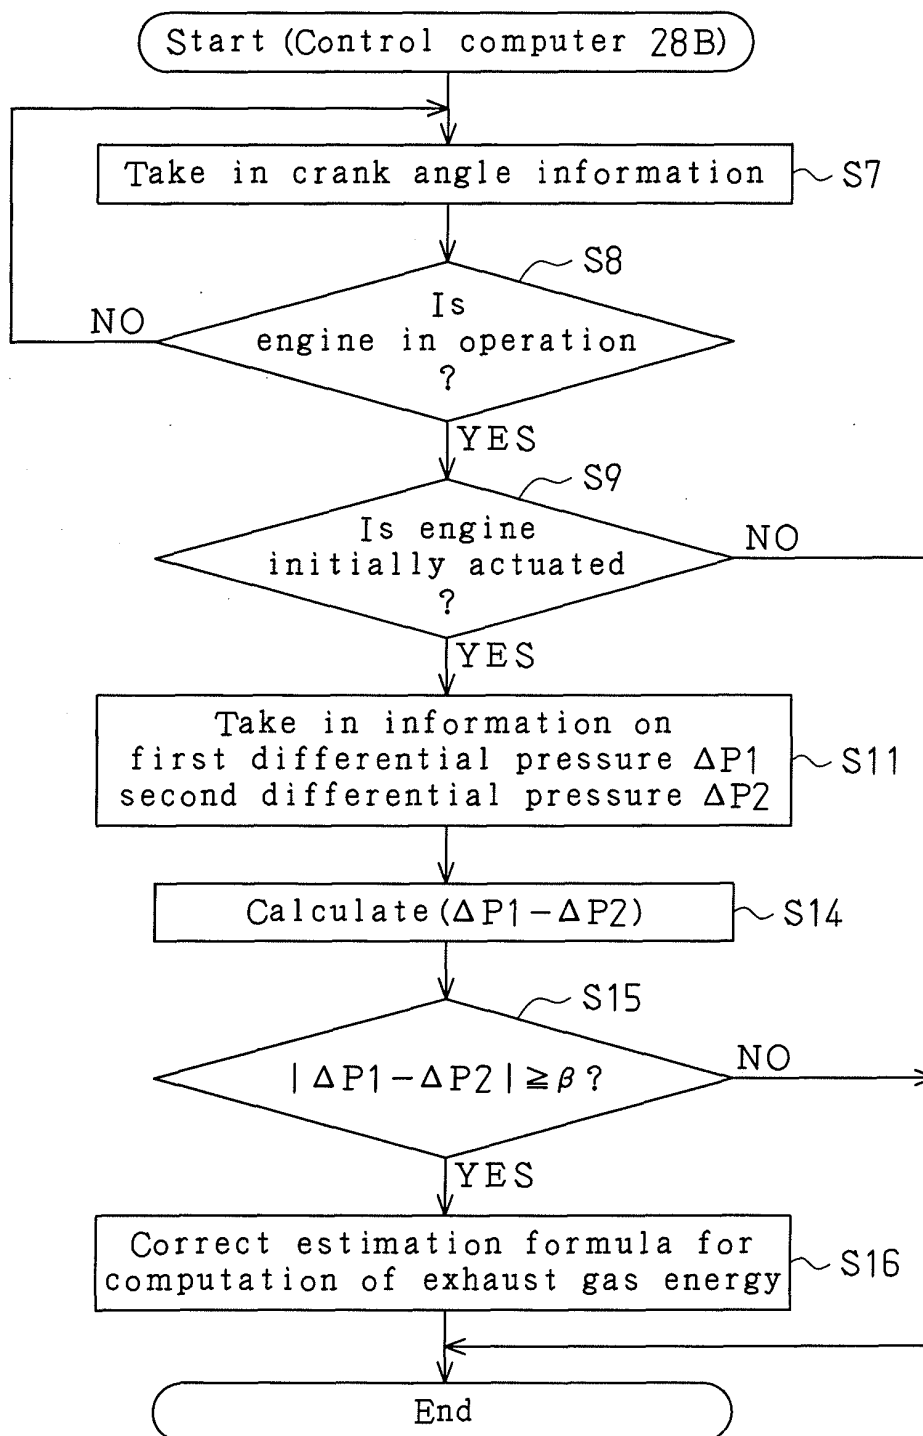 Start (Control computer 28B)
Take in crank angle information
S7
S8
Is
engine in operation
?
NO
YES
S9
Is engine
initially actuated
?
NO
YES
Take in information on
first differential pressure ΔP1
second differential pressure ΔP2
S11
Calculate (ΔP1−ΔP2)
S14
S15
|ΔP1−ΔP2|≧β?
NO
YES
Correct estimation formula for
computation of exhaust gas energy
S16
End